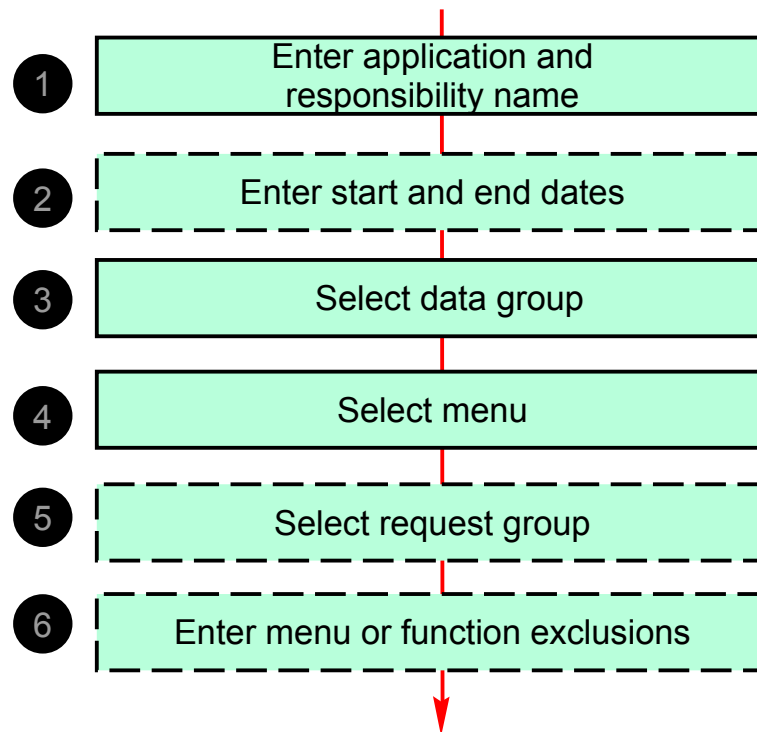 1
Enter application and
responsibility name
2
Enter start and end dates
3
Select data group
4
Select menu
5
Select request group
6
Enter menu or function exclusions